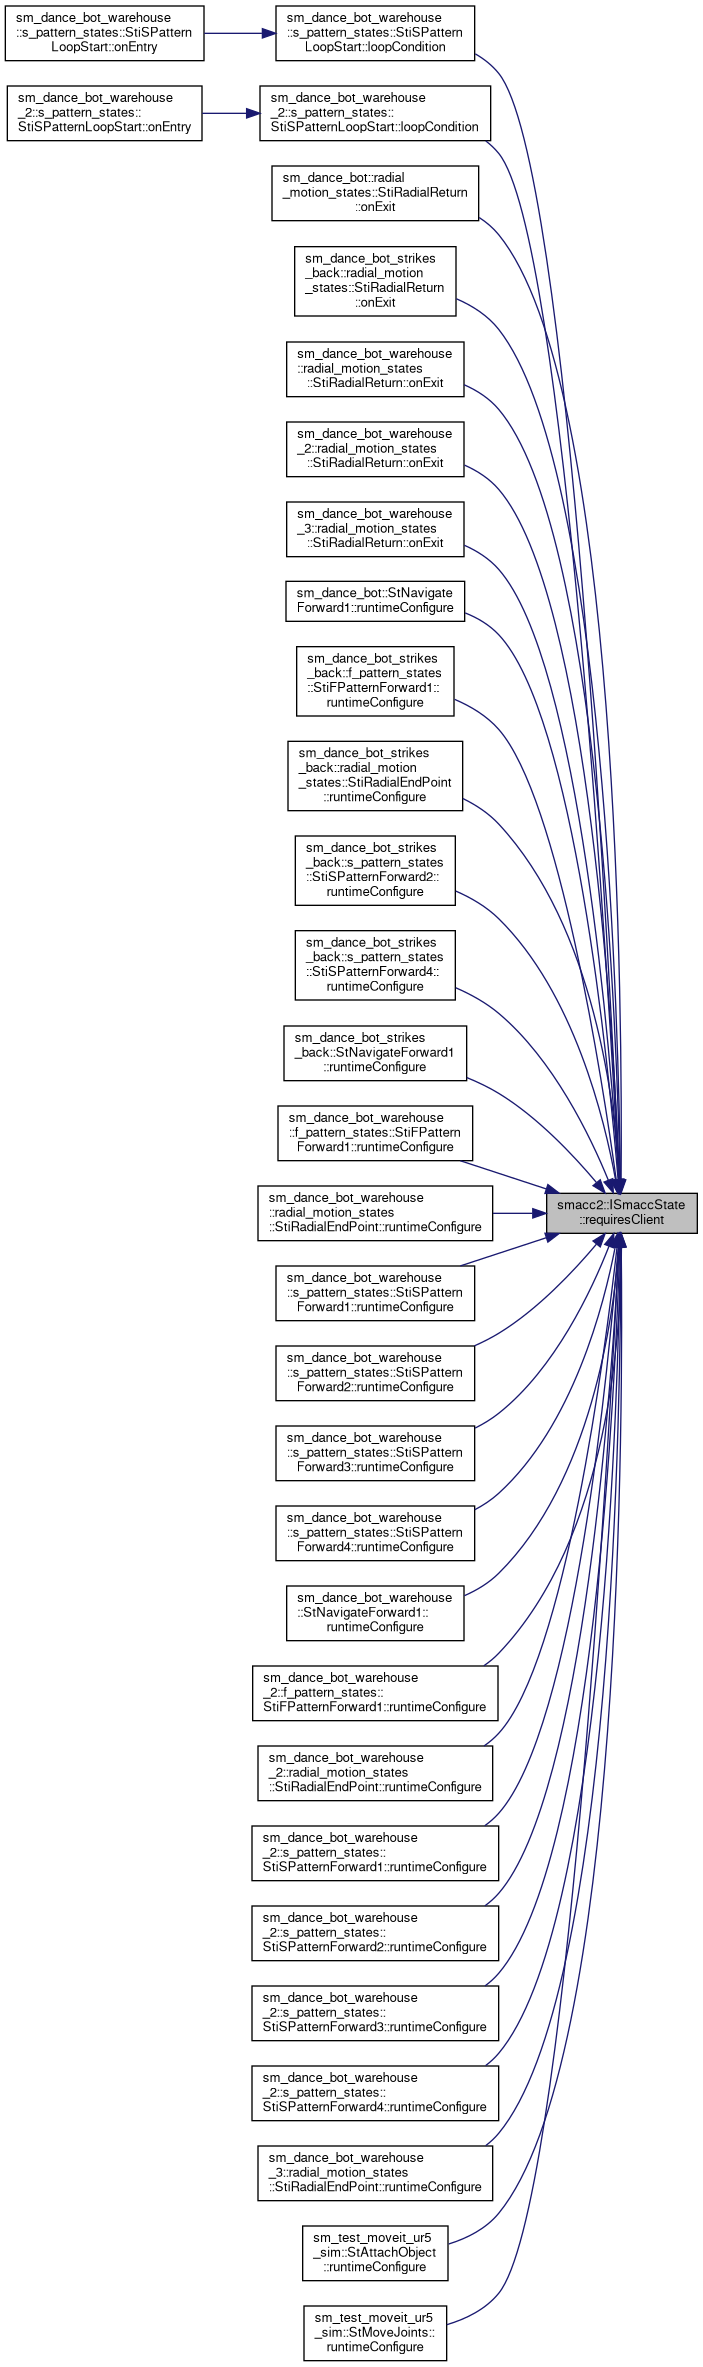 sm_dance_bot_warehouse
::s_pattern_states::StiSPattern
LoopStart::onEntry
sm_dance_bot_warehouse
::s_pattern_states::StiSPattern
LoopStart::loopCondition
sm_dance_bot_warehouse
_2::s_pattern_states::
StiSPatternLoopStart::onEntry
sm_dance_bot_warehouse
_2::s_pattern_states::
StiSPatternLoopStart::loopCondition
sm_dance_bot::radial
_motion_states::StiRadialReturn
::onExit
sm_dance_bot_strikes
_back::radial_motion
_states::StiRadialReturn
::onExit
sm_dance_bot_warehouse
::radial_motion_states
::StiRadialReturn::onExit
sm_dance_bot_warehouse
_2::radial_motion_states
::StiRadialReturn::onExit
sm_dance_bot_warehouse
_3::radial_motion_states
::StiRadialReturn::onExit
sm_dance_bot::StNavigate
Forward1::runtimeConfigure
sm_dance_bot_strikes
_back::f_pattern_states
::StiFPatternForward1::
runtimeConfigure
sm_dance_bot_strikes
_back::radial_motion
_states::StiRadialEndPoint
::runtimeConfigure
sm_dance_bot_strikes
_back::s_pattern_states
::StiSPatternForward2::
runtimeConfigure
sm_dance_bot_strikes
_back::s_pattern_states
::StiSPatternForward4::
runtimeConfigure
sm_dance_bot_strikes
_back::StNavigateForward1
::runtimeConfigure
sm_dance_bot_warehouse
::f_pattern_states::StiFPattern
Forward1::runtimeConfigure
sm_dance_bot_warehouse
::radial_motion_states
::StiRadialEndPoint::runtimeConfigure
smacc2::ISmaccState
::requiresClient
sm_dance_bot_warehouse
::s_pattern_states::StiSPattern
Forward1::runtimeConfigure
sm_dance_bot_warehouse
::s_pattern_states::StiSPattern
Forward2::runtimeConfigure
sm_dance_bot_warehouse
::s_pattern_states::StiSPattern
Forward3::runtimeConfigure
sm_dance_bot_warehouse
::s_pattern_states::StiSPattern
Forward4::runtimeConfigure
sm_dance_bot_warehouse
::StNavigateForward1::
runtimeConfigure
sm_dance_bot_warehouse
_2::f_pattern_states::
StiFPatternForward1::runtimeConfigure
sm_dance_bot_warehouse
_2::radial_motion_states
::StiRadialEndPoint::runtimeConfigure
sm_dance_bot_warehouse
_2::s_pattern_states::
StiSPatternForward1::runtimeConfigure
sm_dance_bot_warehouse
_2::s_pattern_states::
StiSPatternForward2::runtimeConfigure
sm_dance_bot_warehouse
_2::s_pattern_states::
StiSPatternForward3::runtimeConfigure
sm_dance_bot_warehouse
_2::s_pattern_states::
StiSPatternForward4::runtimeConfigure
sm_dance_bot_warehouse
_3::radial_motion_states
::StiRadialEndPoint::runtimeConfigure
sm_test_moveit_ur5
_sim::StAttachObject
::runtimeConfigure
sm_test_moveit_ur5
_sim::StMoveJoints::
runtimeConfigure